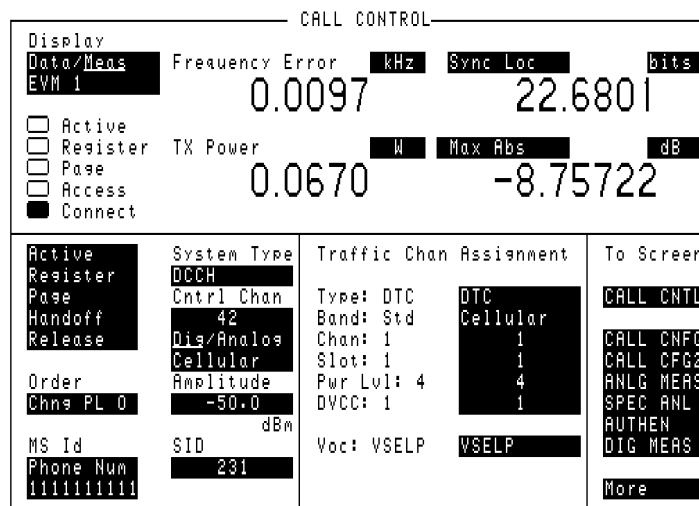 CALL CONTROL
Display
Data/Meas
EVM 1
Frequency Error kHz
0.0097
Sync Loc bits
22.6801
Active
Register
Page
Access
Connect
TX Power W
0.0670
Max Abs dB
-8.75722
Active
Register
Page
Handoff
Release
Order
Chng PL 0
MS Id
Phone Num
1111111111
System Type
DCCH
Cntrl Chan
42
Dig/Analog
Cellular
Amplitude
-50.0
dBm
SID
231
Traffic Chan Assignment
Type: DTC DTC
Band: Std Cellular
Chan: 1 1
Slot: 1 1
Pwr Lvl: 4 4
DVCC: 1 1
Voc: VSELP VSELP
To Screen
CALL CNTL
CALL CNFG
CALL CFG2
ANLG MEAS
SPEC ANL
AUTHEN
DIG MEAS
More